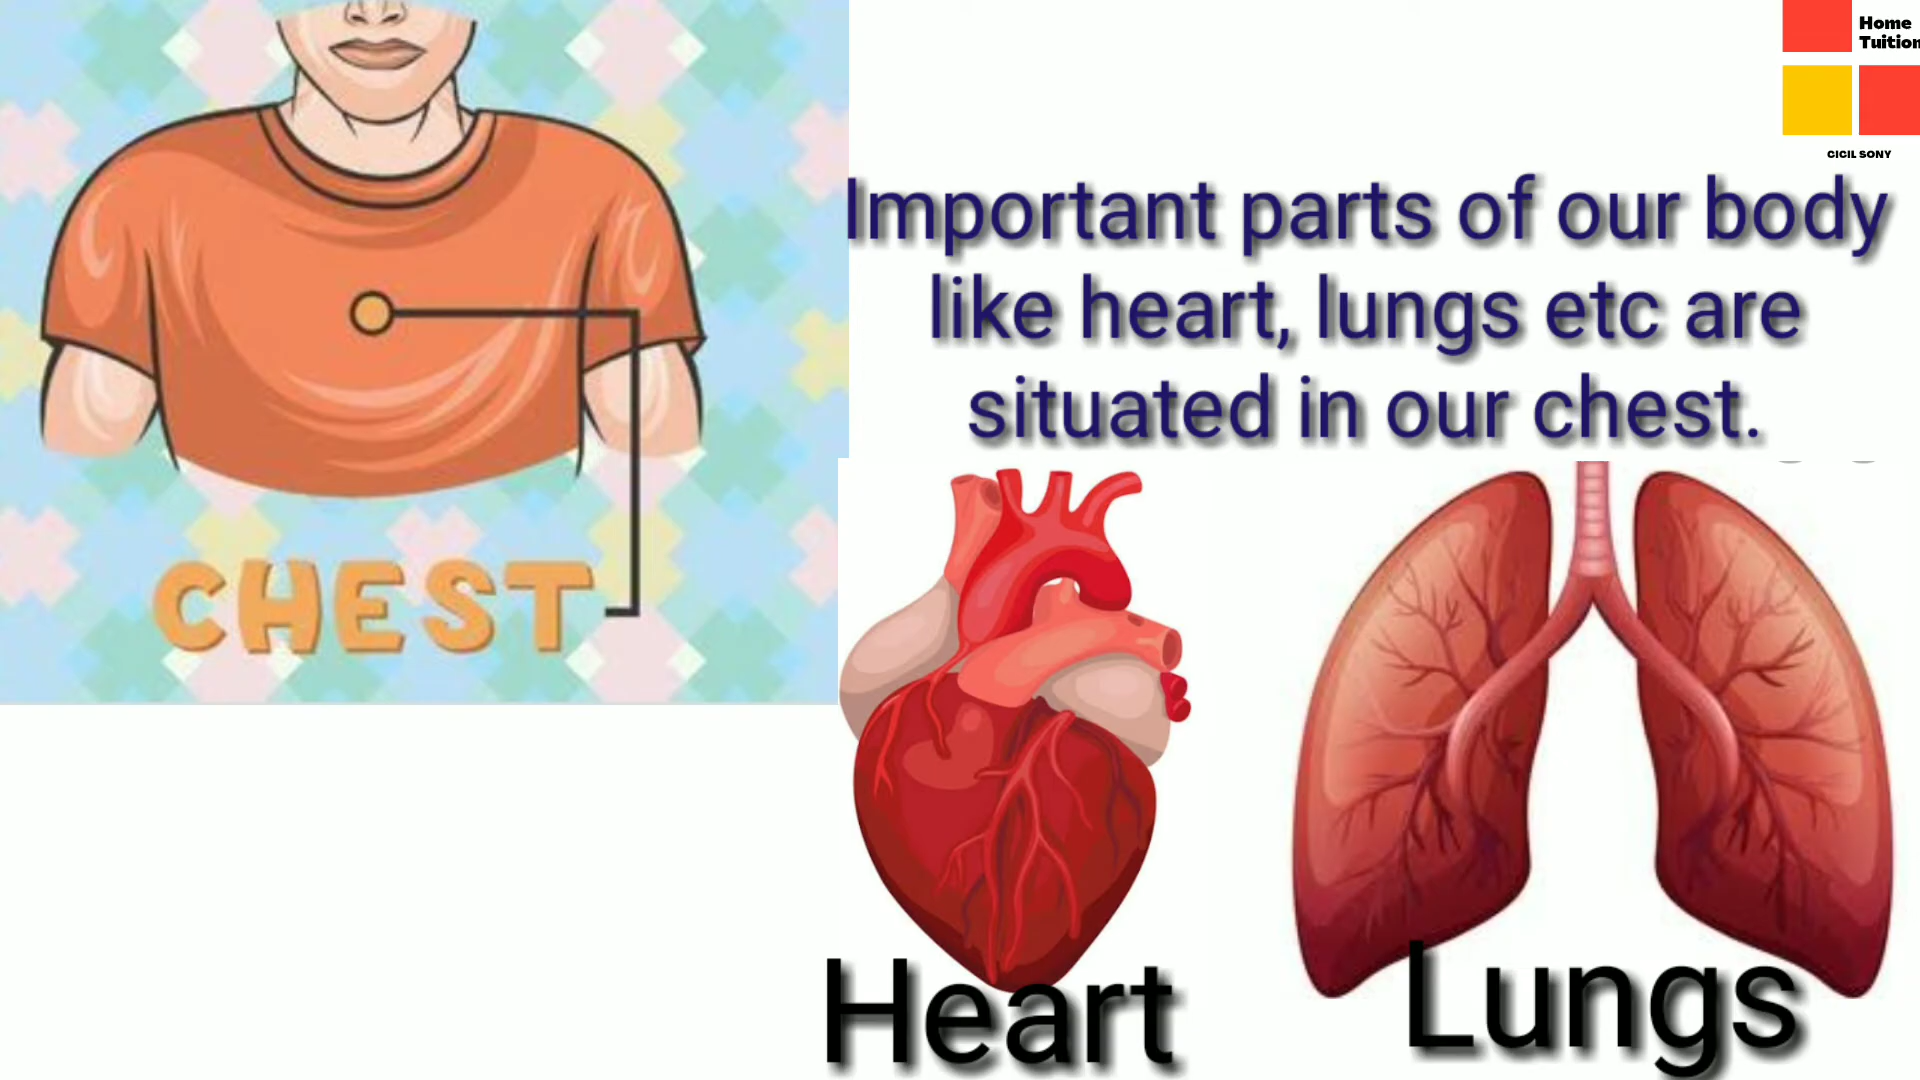 Home
Tuition
CICIL SONY
Important parts of our body
like heart, lungs etc are
situated in our chest.
CHEST
Heart
Lungs